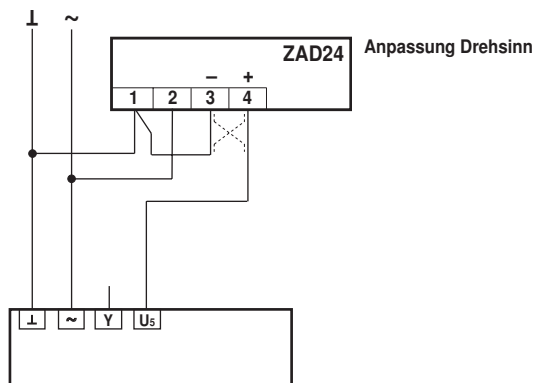 ⊥ ~
ZAD24
Anpassung Drehsinn
– +
1 2 3 4
⊥ ~ Y U5